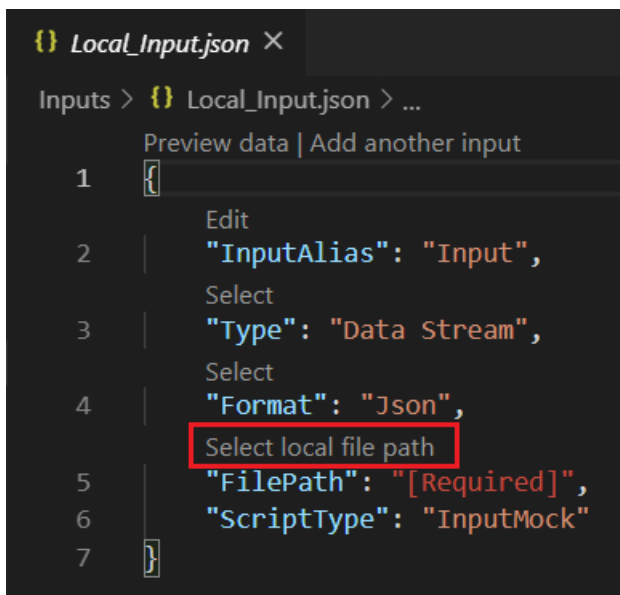 {} Local_Input.json ×
Inputs > {} Local_Input.json > ...
Preview data | Add another input
1 {
Edit
2 "InputAlias": "Input",
Select
3 "Type": "Data Stream",
Select
4 "Format": "Json",
Select local file path
5 "FilePath": "[Required]",
6 "ScriptType": "InputMock"
7 }